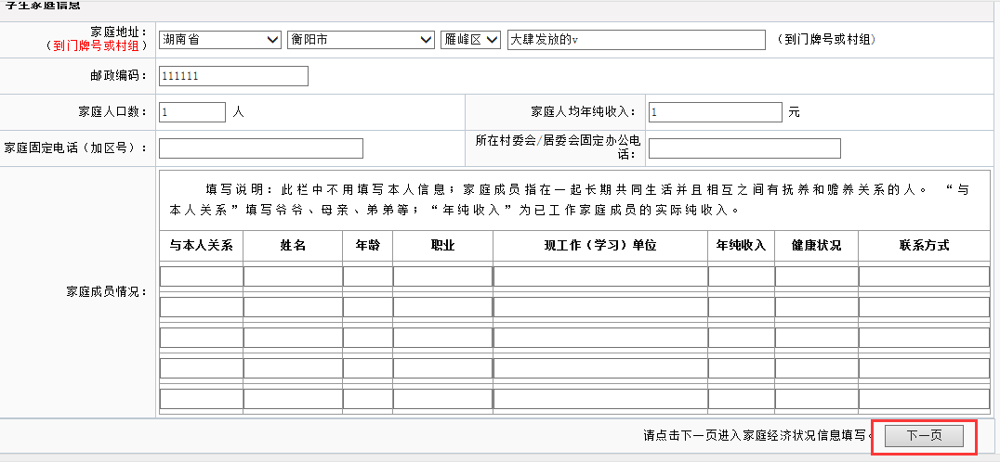 学生家庭信息
家庭地址：
（到门牌号或村组）
湖南省 衡阳市 雁峰区 大肆发放的v （到门牌号或村组）
邮政编码： 111111
家庭人口数： 1 人 家庭人均年纯收入： 1 元
家庭固定电话（加区号）： 所在村委会/居委会固定办公电
话：
填写说明：此栏中不用填写本人信息；家庭成员指在一起长期共同生活并且相互之间有抚养和赡养关系的人。 “与
本人关系”填写爷爷、母亲、弟弟等；“年纯收入”为已工作家庭成员的实际纯收入。
与本人关系 姓名 年龄 职业 现工作（学习）单位 年纯收入 健康状况 联系方式
家庭成员情况：
请点击下一页进入家庭经济状况信息填写。 下一页